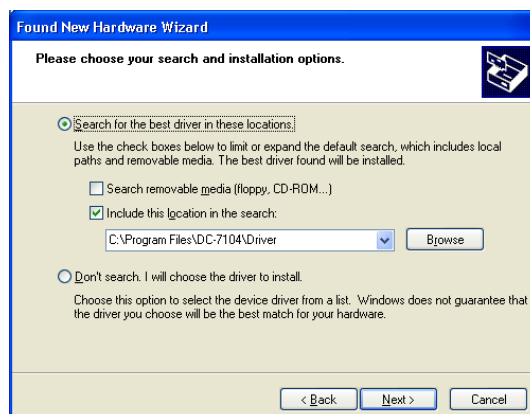 Found New Hardware Wizard
Please choose your search and installation options.
Search for the best driver in these locations.
Use the check boxes below to limit or expand the default search, which includes local
paths and removable media. The best driver found will be installed.
Search removable media (floppy, CD-ROM...)
Include this location in the search:
C:\Program Files\DC-7104\Driver
Browse
Don't search. I will choose the driver to install.
Choose this option to select the device driver from a list. Windows does not guarantee that
the driver you choose will be the best match for your hardware.
< Back
Next >
Cancel